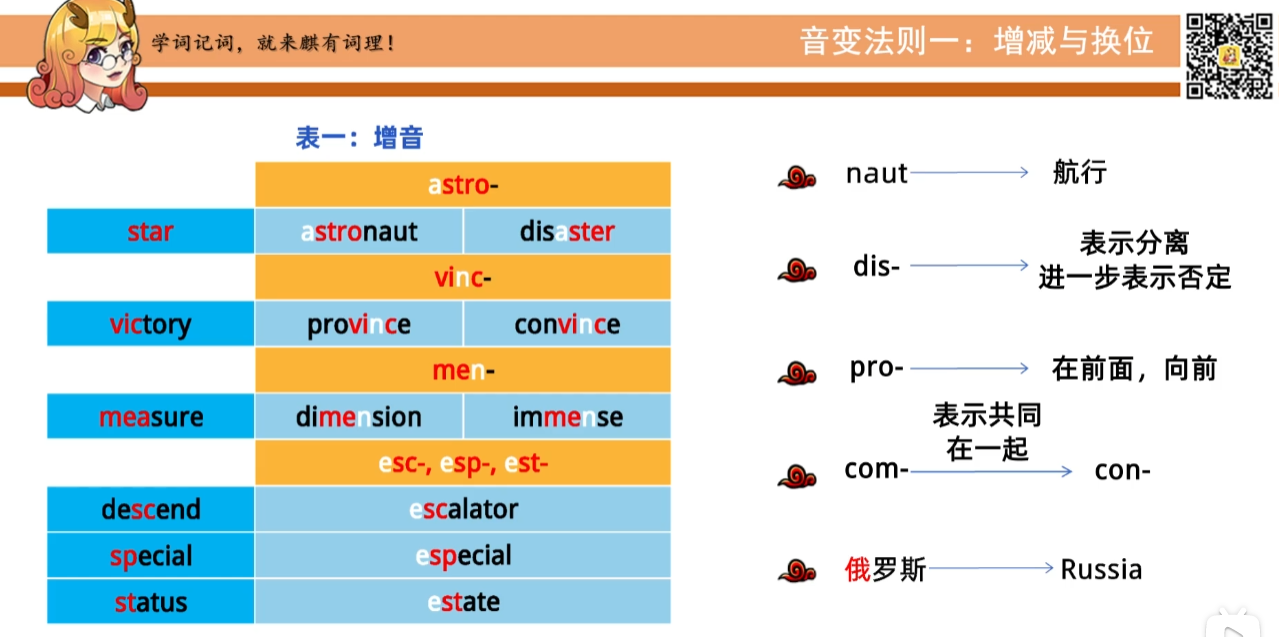 学词记词，就来麒有词理！
音变法则一：增减与换位
表一：增音
astro-
star astronaut disaster
vinc-
victory province convince
men-
measure dimension immense
esc-, esp-, est-
descend escalator
special especial
status estate
naut 航行
dis- 表示分离
进一步表示否定
pro- 在前面，向前
表示共同
在一起
com- con-
俄罗斯 Russia